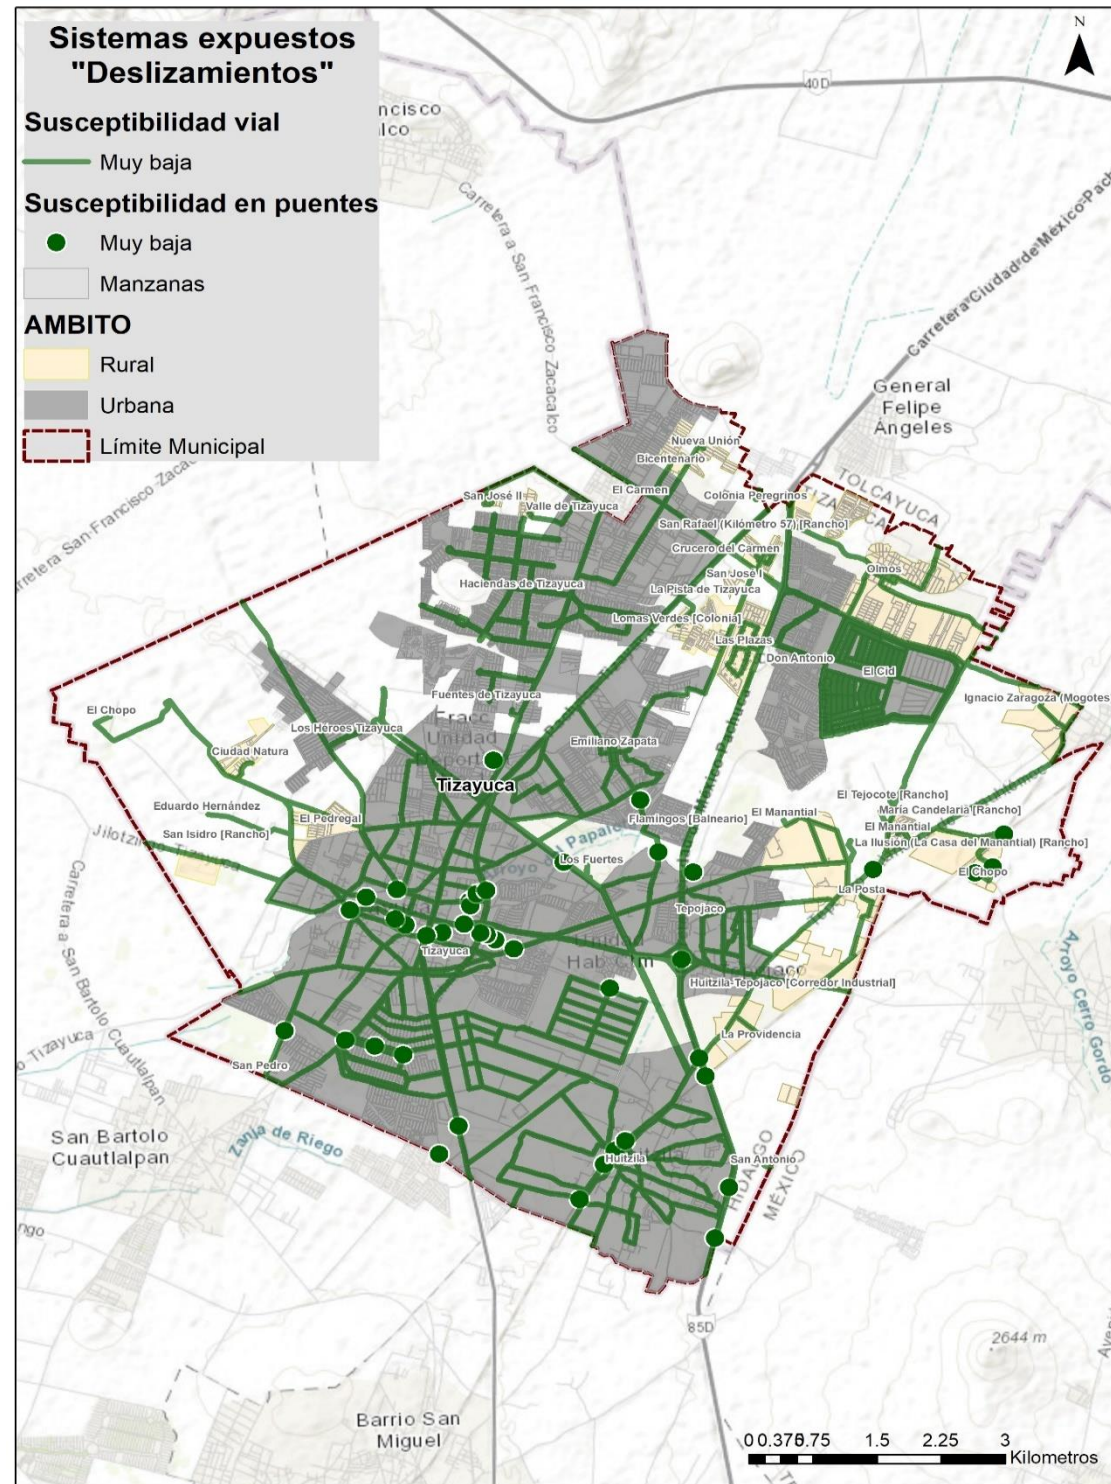 Sistemas expuestos
"Deslizamientos"
Susceptibilidad vial
Muy baja
Susceptibilidad en puentes
Muy baja
Manzanas
AMBITO
Rural
Urbana
Límite Municipal
N
40D
Carretera a San Francisco Zacacalco
Carretera Ciudad de México-Pach
General
Felipe
Ángeles
TOLCAYUCA
Nueva Unión
Bicentenario
El Carmen
Colonia Peregrinos
San José II
Valle de Tizayuca
San Rafael (Kilómetro 57) [Rancho]
Crucero del Carmen
Olmos
San José I
Haciendas de Tizayuca
La Pista de Tizayuca
Lomas Verdes [Colonia]
Las Plazas
Don Antonio
El Cid
Ignacio Zaragoza (Mogotes
Fuentes de Tizayuca
El Chopo
Los Héroes Tizayuca
Fracc
Unidad
Emiliano Zapata
Ciudad Natura
Tizayuca
El Tejocote [Rancho]
Eduardo Hernández
María Candelaria [Rancho]
El Pedregal
Flamingos [Balneario]
El Manantial
El Manantial
San Isidro [Rancho]
La Ilusión (La Casa del Manantial) [Rancho]
Los Fuertes
El Chopo
La Posta
Tepojaco
Tizayuca
Huitzila-Tepojaco [Corredor Industrial]
La Providencia
Carretera a San Bartolo Cuautlalpan
Arroyo Cerro Gordo
San Pedro
San Bartolo
Cuautlalpan
Zanja de Riego
Huitzila
San Antonio
HIDALGO
MÉXICO
85D
2644 m
Barrio San
Miguel
0 0.375 0.75 1.5 2.25 3
Kilometros